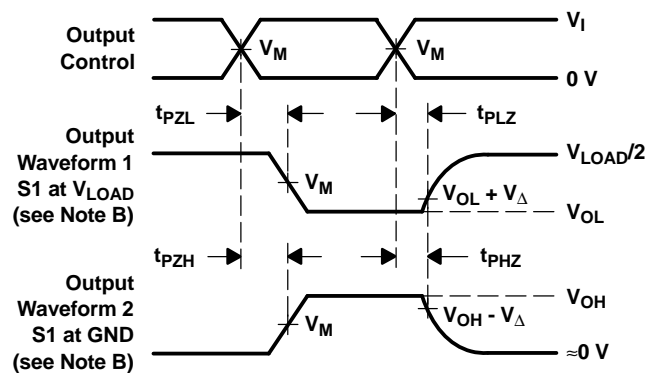 Output
Control
V_M
V_M
V_I
0 V
t_PZL
t_PLZ
Output
Waveform 1
S1 at V_LOAD
(see Note B)
V_M
V_OL + V_Δ
V_LOAD/2
V_OL
t_PZH
t_PHZ
Output
Waveform 2
S1 at GND
(see Note B)
V_M
V_OH - V_Δ
V_OH
≈0 V